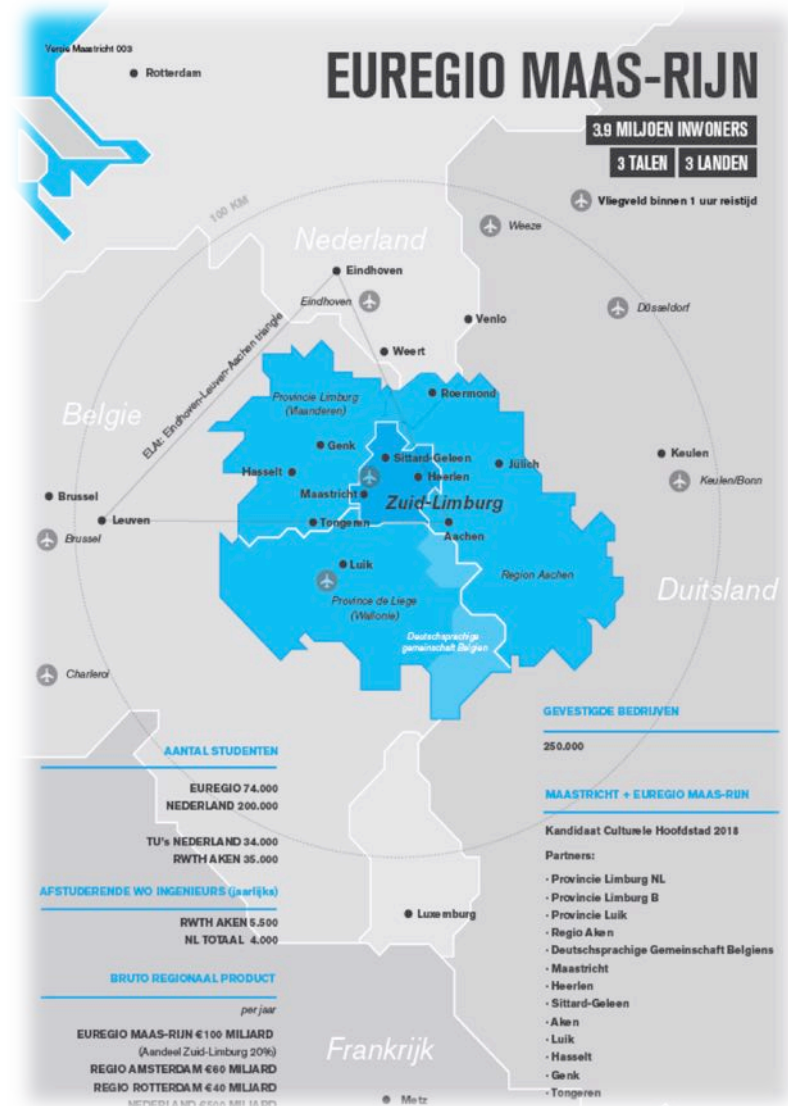 Versie Maastricht 003
Rotterdam
EUREGIO MAAS-RIJN
3.9 MILJOEN INWONERS
3 TALEN 3 LANDEN
Vliegveld binnen 1 uur reistijd
100 KM
Weeze
Nederland
Eindhoven
Eindhoven
Düsseldorf
Venlo
Weert
ELAt: Eindhoven-Leuven-Aachen triangle
Roermond
Provincie Limburg
(Vlaanderen)
Belgie
Genk
Sittard-Geleen
Jülich
Keulen
Hasselt
Heerlen
Keulen/Bonn
Maastricht
Zuid-Limburg
Brussel
Leuven
Tongeren
Aachen
Brussel
Luik
Region Aachen
Duitsland
Province de Liege
(Wallonie)
Deutschsprachige
gemeinschaft Belgien
Charleroi
GEVESTIGDE BEDRIJVEN
250.000
AANTAL STUDENTEN
EUREGIO 74.000
NEDERLAND 200.000
TU's NEDERLAND 34.000
RWTH AKEN 35.000
AFSTUDERENDE WO INGENIEURS (jaarlijks)
RWTH AKEN 5.500
NL TOTAAL 4.000
BRUTO REGIONAAL PRODUCT
per jaar
EUREGIO MAAS-RIJN €100 MILJARD
(Aandeel Zuid-Limburg 20%)
REGIO AMSTERDAM €60 MILJARD
REGIO ROTTERDAM €40 MILJARD
NEDERLAND €500 MILJARD
MAASTRICHT + EUREGIO MAAS-RIJN
Kandidaat Culturele Hoofdstad 2018
Partners:
· Provincie Limburg NL
· Provincie Limburg B
· Provincie Luik
· Regio Aken
· Deutschsprachige Gemeinschaft Belgiens
· Maastricht
· Heerlen
· Sittard-Geleen
· Aken
· Luik
· Hasselt
· Genk
· Tongeren
Luxemburg
Frankrijk
Metz